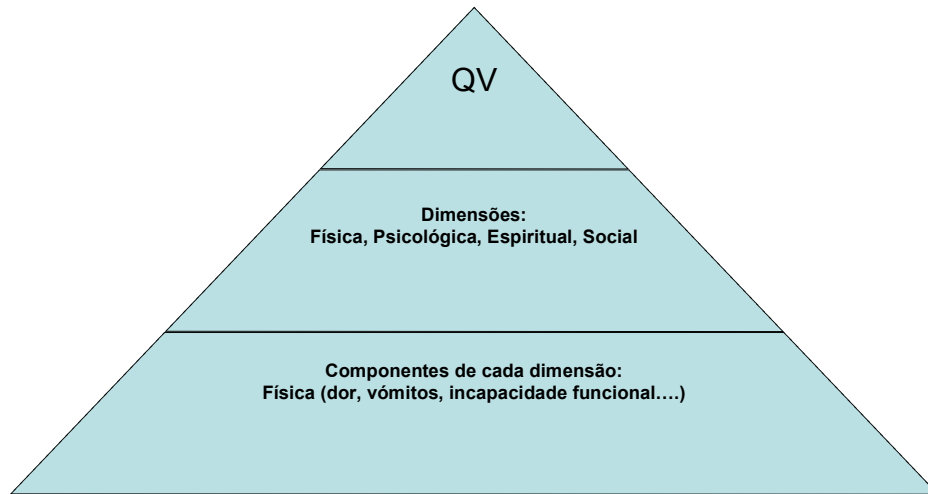 QV
Dimensões:
Física, Psicológica, Espiritual, Social
Componentes de cada dimensão:
Física (dor, vómitos, incapacidade funcional....)